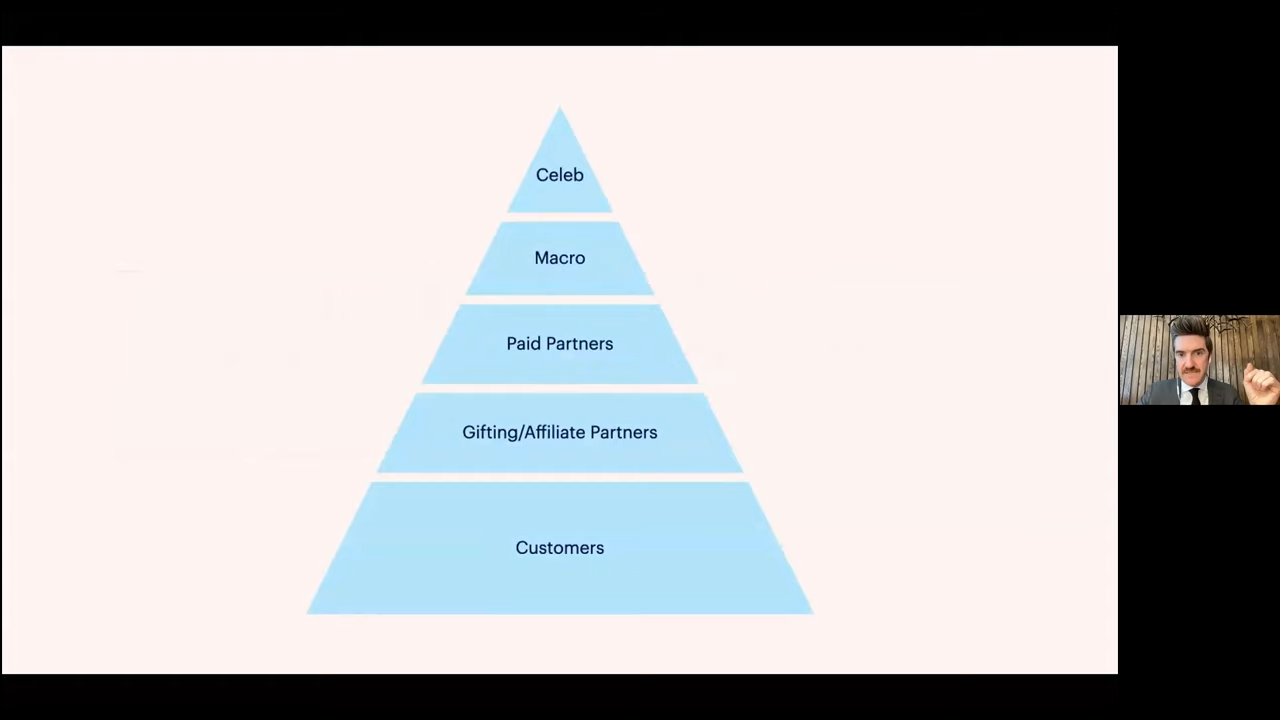 Celeb
Macro
Paid Partners
Gifting/Affiliate Partners
Customers